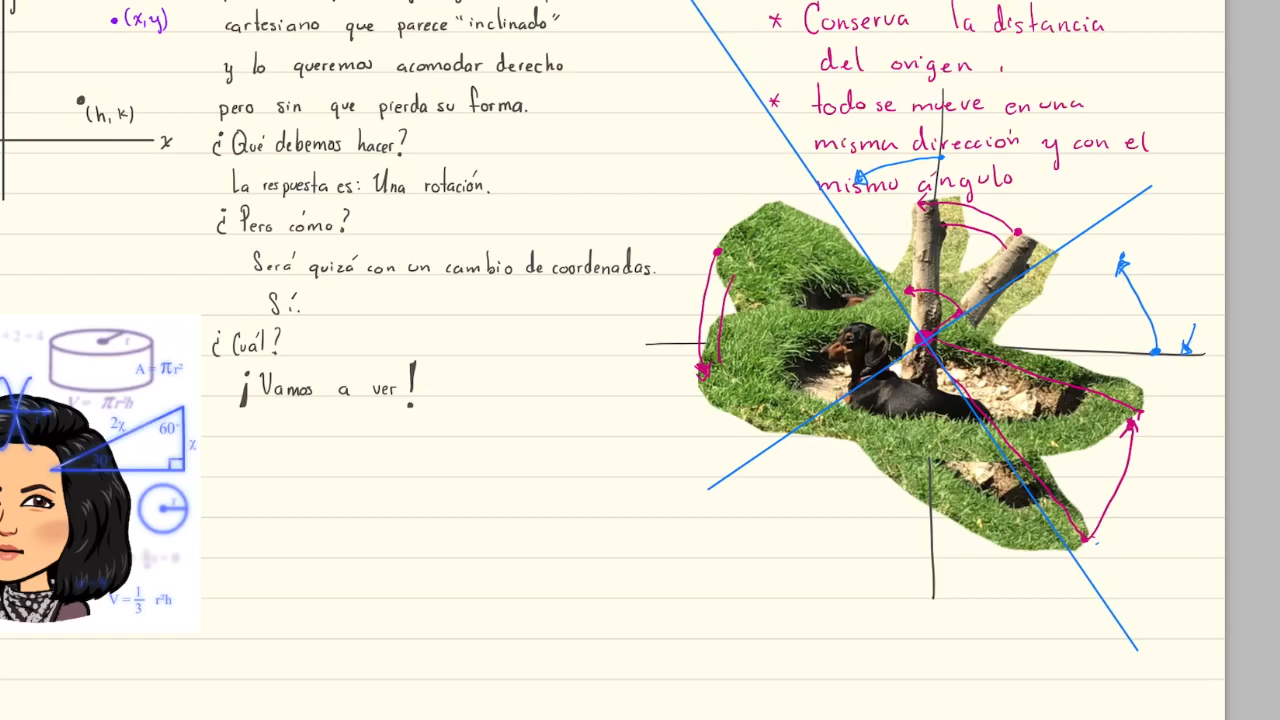 y
(x,y)
(h,k)
x
cartesiano que parece "inclinado"
y lo queremos acomodar derecho
pero sin que pierda su forma.
¿Qué debemos hacer?
La respuesta es: Una rotación.
¿Pero cómo?
Será quizá con un cambio de coordenadas.
Sí.
¿Cuál?
¡Vamos a ver!
* Conserva la distancia
del origen.
* todo se mueve en una
misma dirección y con el
mismo ángulo
+2=4
r
A = πr²
V = πr²h
2x
60°
x
30°
r
V = 1/3 r²h